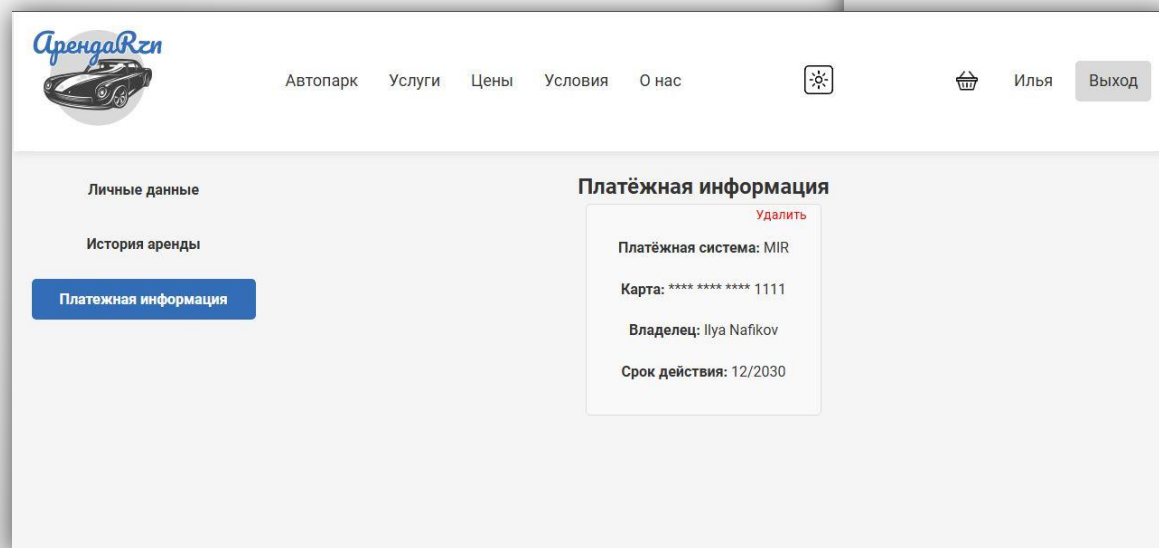 АрендаRzn
Автопарк Услуги Цены Условия О нас Илья Выход
Личные данные
История аренды
Платежная информация
Платёжная информация
Удалить
Платёжная система: MIR
Карта: **** **** **** 1111
Владелец: Ilya Nafikov
Срок действия: 12/2030